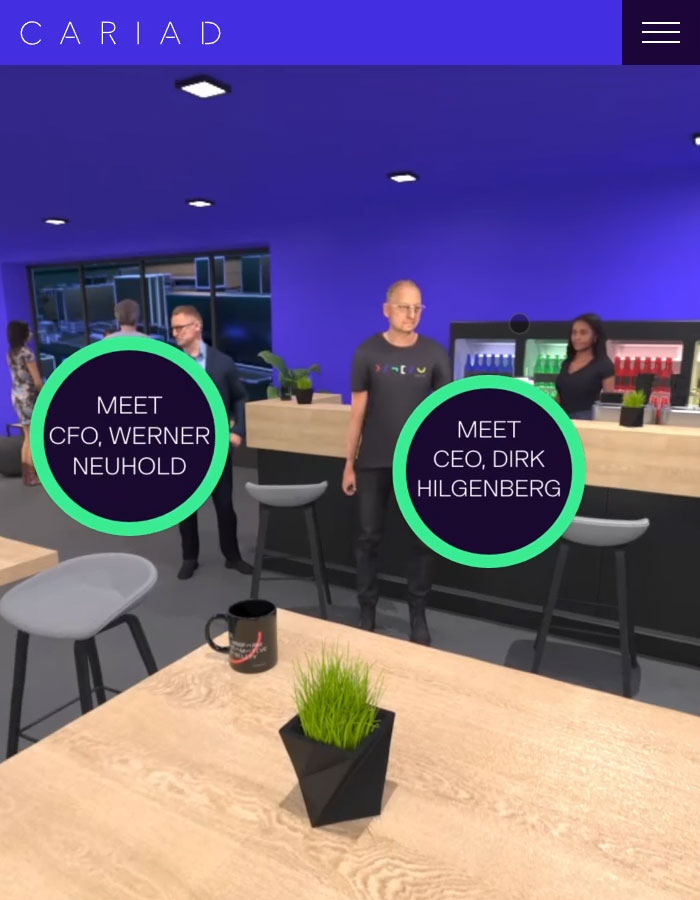 CARIAD
MEET
CFO, WERNER
NEUHOLD
MEET
CEO, DIRK
HILGENBERG